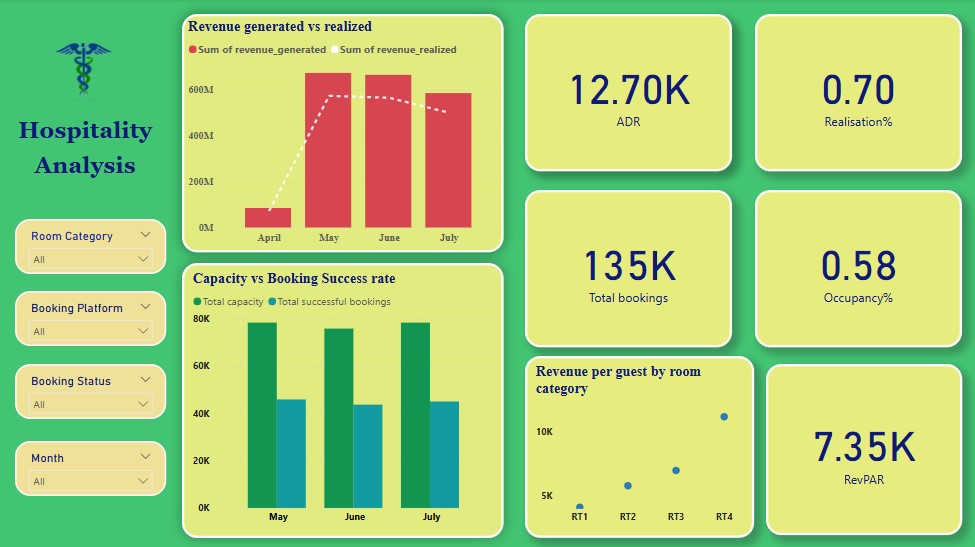 Hospitality
Analysis
Room Category
All
Booking Platform
All
Booking Status
All
Month
All
Revenue generated vs realized
Sum of revenue_generated Sum of revenue_realized
600M
400M
200M
0M
April May June July
Capacity vs Booking Success rate
Total capacity Total successful bookings
80K
60K
40K
20K
0K
May June July
12.70K
ADR
0.70
Realisation%
135K
Total bookings
0.58
Occupancy%
Revenue per guest by room
category
10K
5K
RT1 RT2 RT3 RT4
7.35K
RevPAR